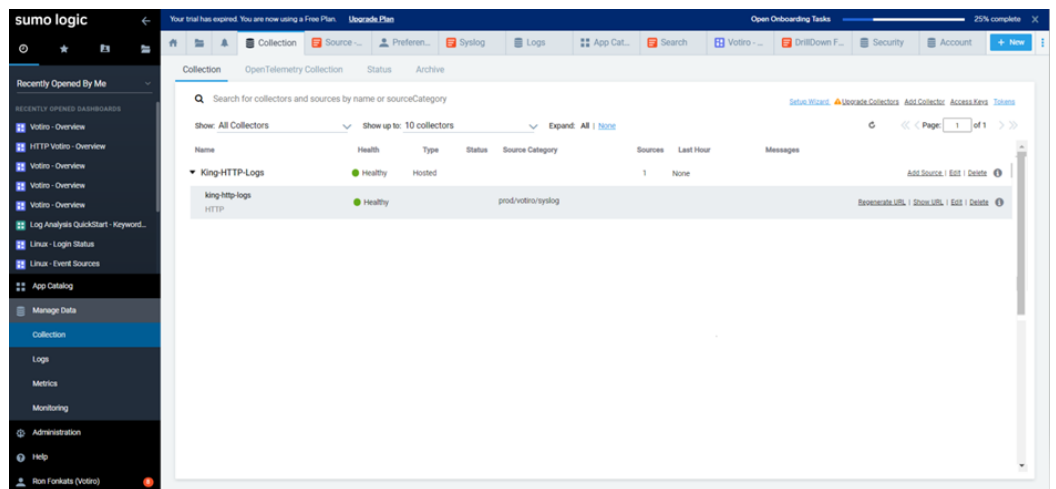 sumo logic
Your trial has expired. You are now using a Free Plan. Upgrade Plan
Open Onboarding Tasks
25% complete
Collection
Source -...
Preferen...
Syslog
Logs
App Cat...
Search
Votiro - ...
DrillDown F...
Security
Account
+ New
Recently Opened By Me
RECENTLY OPENED DASHBOARDS
Votiro - Overview
HTTP Votiro - Overview
Votiro - Overview
Votiro - Overview
Votiro - Overview
Log Analysis QuickStart - Keyword...
Linux - Login Status
Linux - Event Sources
App Catalog
Manage Data
Collection
Logs
Metrics
Monitoring
Administration
Help
Ron Fonkats (Votiro)
Collection OpenTelemetry Collection Status Archive
Search for collectors and sources by name or sourceCategory
Setup Wizard Upgrade Collectors Add Collector Access Keys Tokens
Show: All Collectors Show up to: 10 collectors Expand: All | None
Page: 1 of 1
Name Health Type Status Source Category Sources Last Hour Messages
King-HTTP-Logs Healthy Hosted 1 None Add Source | Edit | Delete
king-http-logs Healthy prod/votiro/syslog Regenerate URL | Show URL | Edit | Delete
HTTP